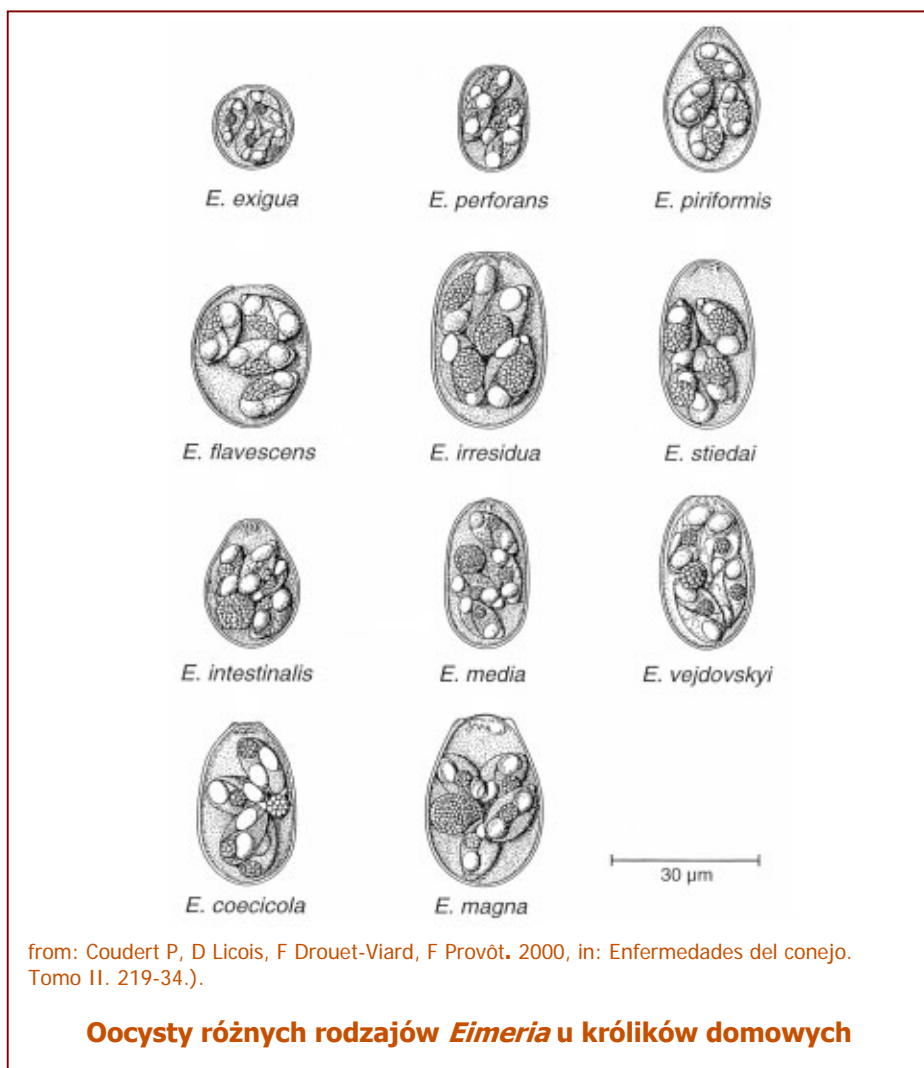 E. exigua
E. perforans
E. piriformis
E. flavescens
E. irresidua
E. stiedai
E. intestinalis
E. media
E. vejdovskyi
E. coecicola
E. magna
30 µm
from: Coudert P, D Licois, F Drouet-Viard, F Provôt. 2000, in: Enfermedades del conejo.
Tomo II. 219-34.).
Oocysty różnych rodzajów Eimeria u królików domowych